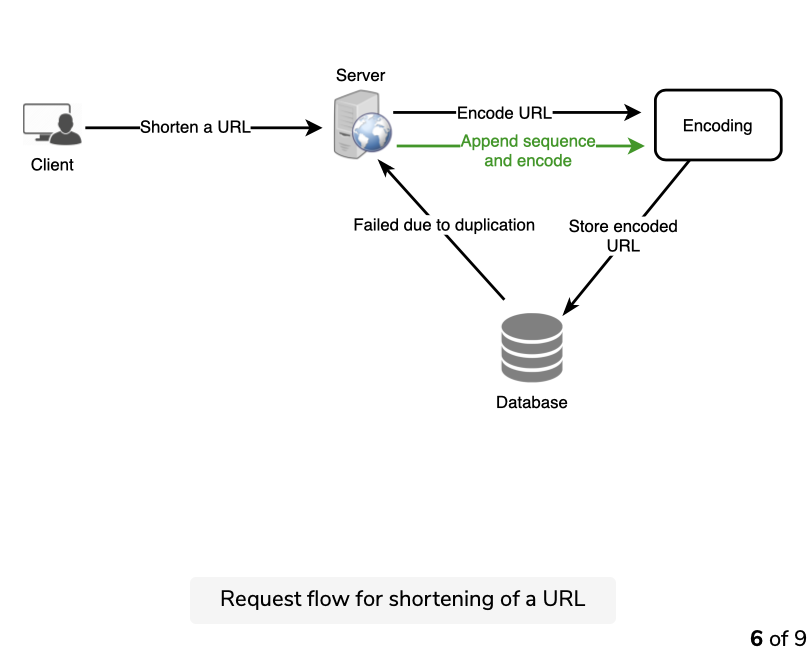 Server
Shorten a URL
Encode URL
Append sequence
and encode
Encoding
Client
Failed due to duplication
Store encoded
URL
Database
Request flow for shortening of a URL
6 of 9